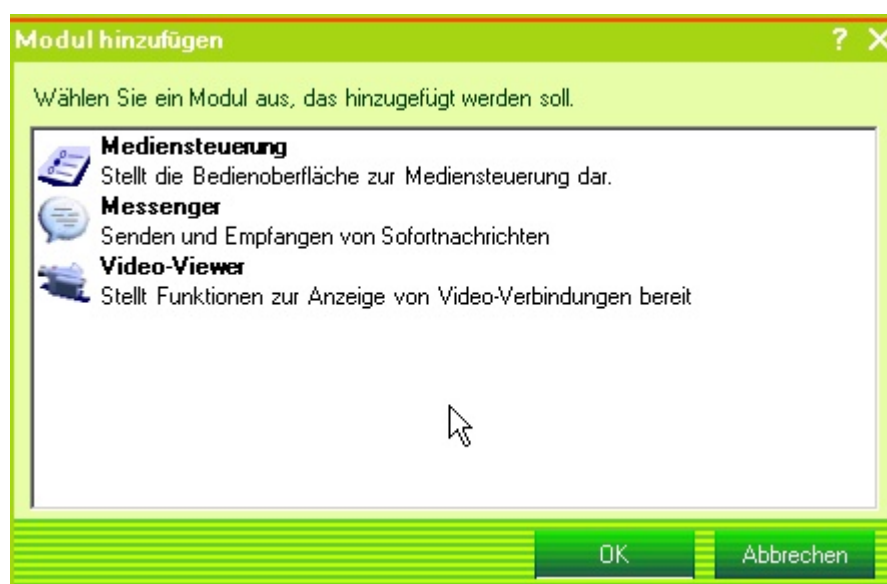 Modul hinzufügen
Wählen Sie ein Modul aus, das hinzugefügt werden soll.
Mediensteuerung
Stellt die Bedienoberfläche zur Mediensteuerung dar.
Messenger
Senden und Empfangen von Sofortnachrichten
Video-Viewer
Stellt Funktionen zur Anzeige von Video-Verbindungen bereit
OK Abbrechen